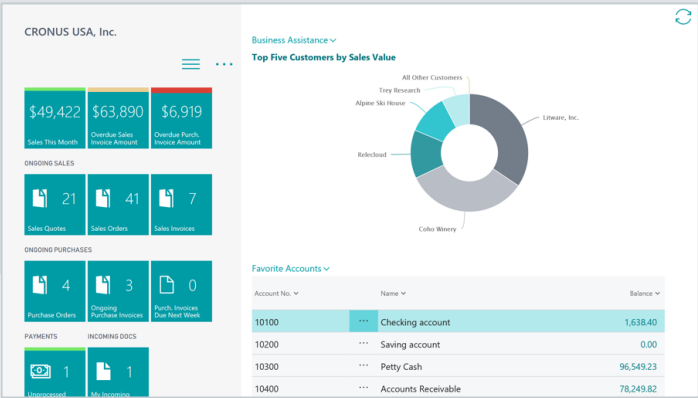 CRONUS USA, Inc.
$49,422
Sales This Month
$63,890
Overdue Sales
Invoice Amount
$6,919
Overdue Purch.
Invoice Amount
ONGOING SALES
21
Sales Quotes
41
Sales Orders
7
Sales Invoices
ONGOING PURCHASES
4
Purchase Orders
3
Ongoing
Purchase Invoices
0
Purch. Invoices
Due Next Week
PAYMENTS
INCOMING DOCS
1
Unprocessed
1
My Incoming
Business Assistance
Top Five Customers by Sales Value
All Other Customers
Trey Research
Alpine Ski House
Litware, Inc.
Relecloud
Coho Winery
Favorite Accounts
Account No. Name Balance
10100 Checking account 1,638.40
10200 Saving account 0.00
10300 Petty Cash 96,549.23
10400 Accounts Receivable 78,249.82